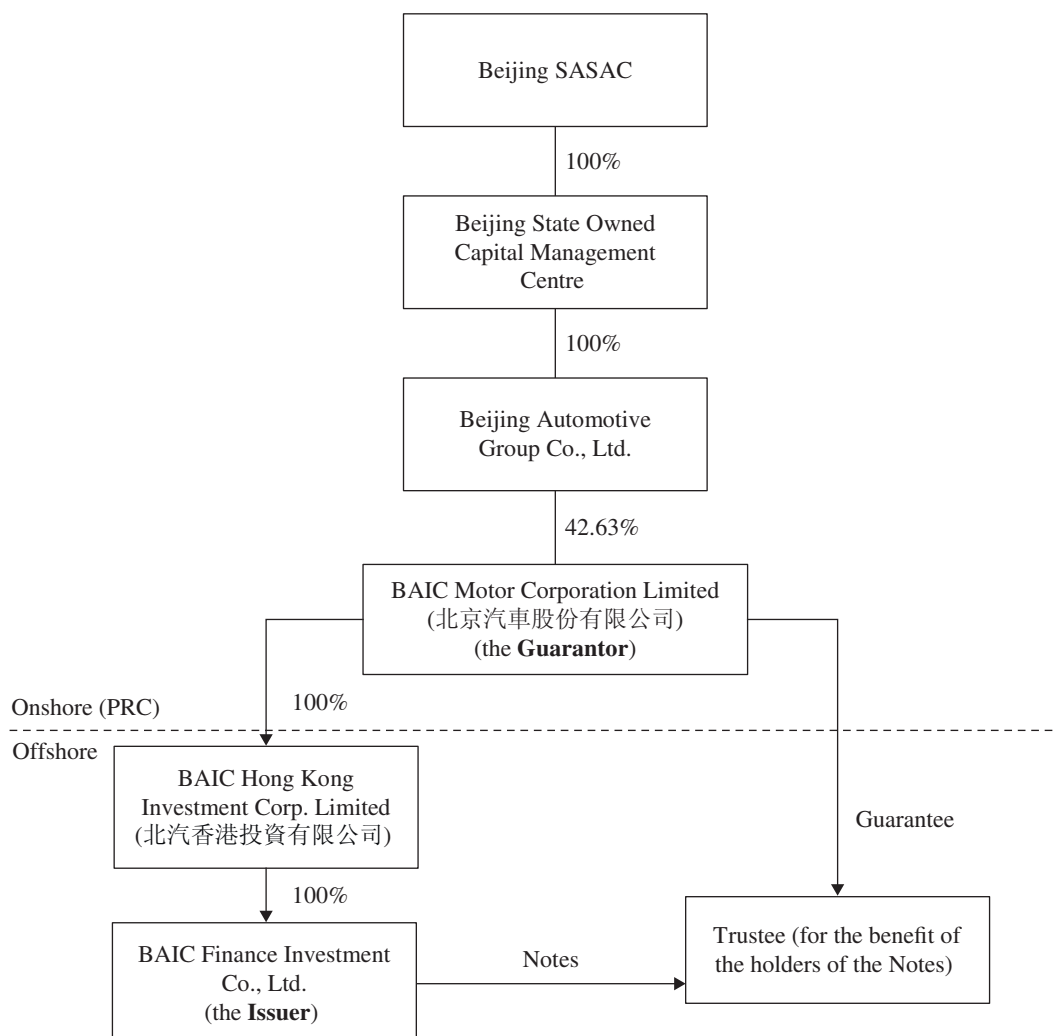 Beijing SASAC
100%
Beijing State Owned
Capital Management
Centre
100%
Beijing Automotive
Group Co., Ltd.
42.63%
BAIC Motor Corporation Limited
(北京汽車股份有限公司)
(the Guarantor)
100%
Onshore (PRC)
Offshore
BAIC Hong Kong
Investment Corp. Limited
(北汽香港投資有限公司)
Guarantee
100%
BAIC Finance Investment
Co., Ltd.
(the Issuer)
Notes
Trustee (for the benefit of
the holders of the Notes)